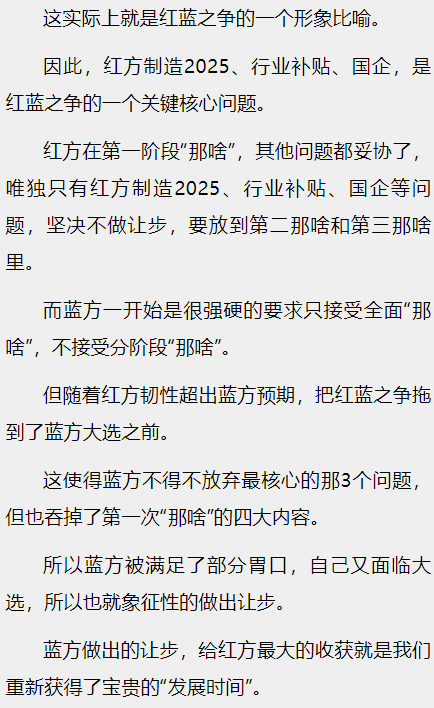 这实际上就是红蓝之争的一个形象比喻。
因此，红方制造2025、行业补贴、国企，是
红蓝之争的一个关键核心问题。
红方在第一阶段“那啥”，其他问题都妥协了，
唯独只有红方制造2025、行业补贴、国企等问
题，坚决不做让步，要放到第二那啥和第三那啥
里。
而蓝方一开始是很强硬的要求只接受全面“那
啥”，不接受分阶段“那啥”。
但随着红方韧性超出蓝方预期，把红蓝之争拖
到了蓝方大选之前。
这使得蓝方不得不放弃最核心的那3个问题，
但也吞掉了第一次“那啥”的四大内容。
所以蓝方被满足了部分胃口，自己又面临大
选，所以也就象征性的做出让步。
蓝方做出的让步，给红方最大的收获就是我们
重新获得了宝贵的“发展时间”。